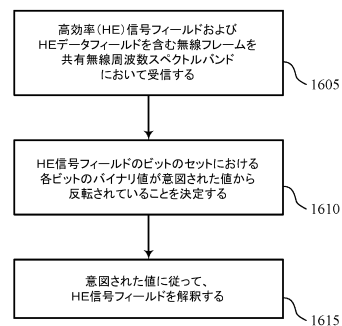 高効率（HE）信号フィールドおよび
HEデータフィールドを含む無線フレームを
共有無線周波数スペクトルバンド
において受信する
1605
HE信号フィールドのビットのセットにおける
各ビットのバイナリ値が意図された値から
反転されていることを決定する
1610
意図された値に従って、
HE信号フィールドを解釈する
1615